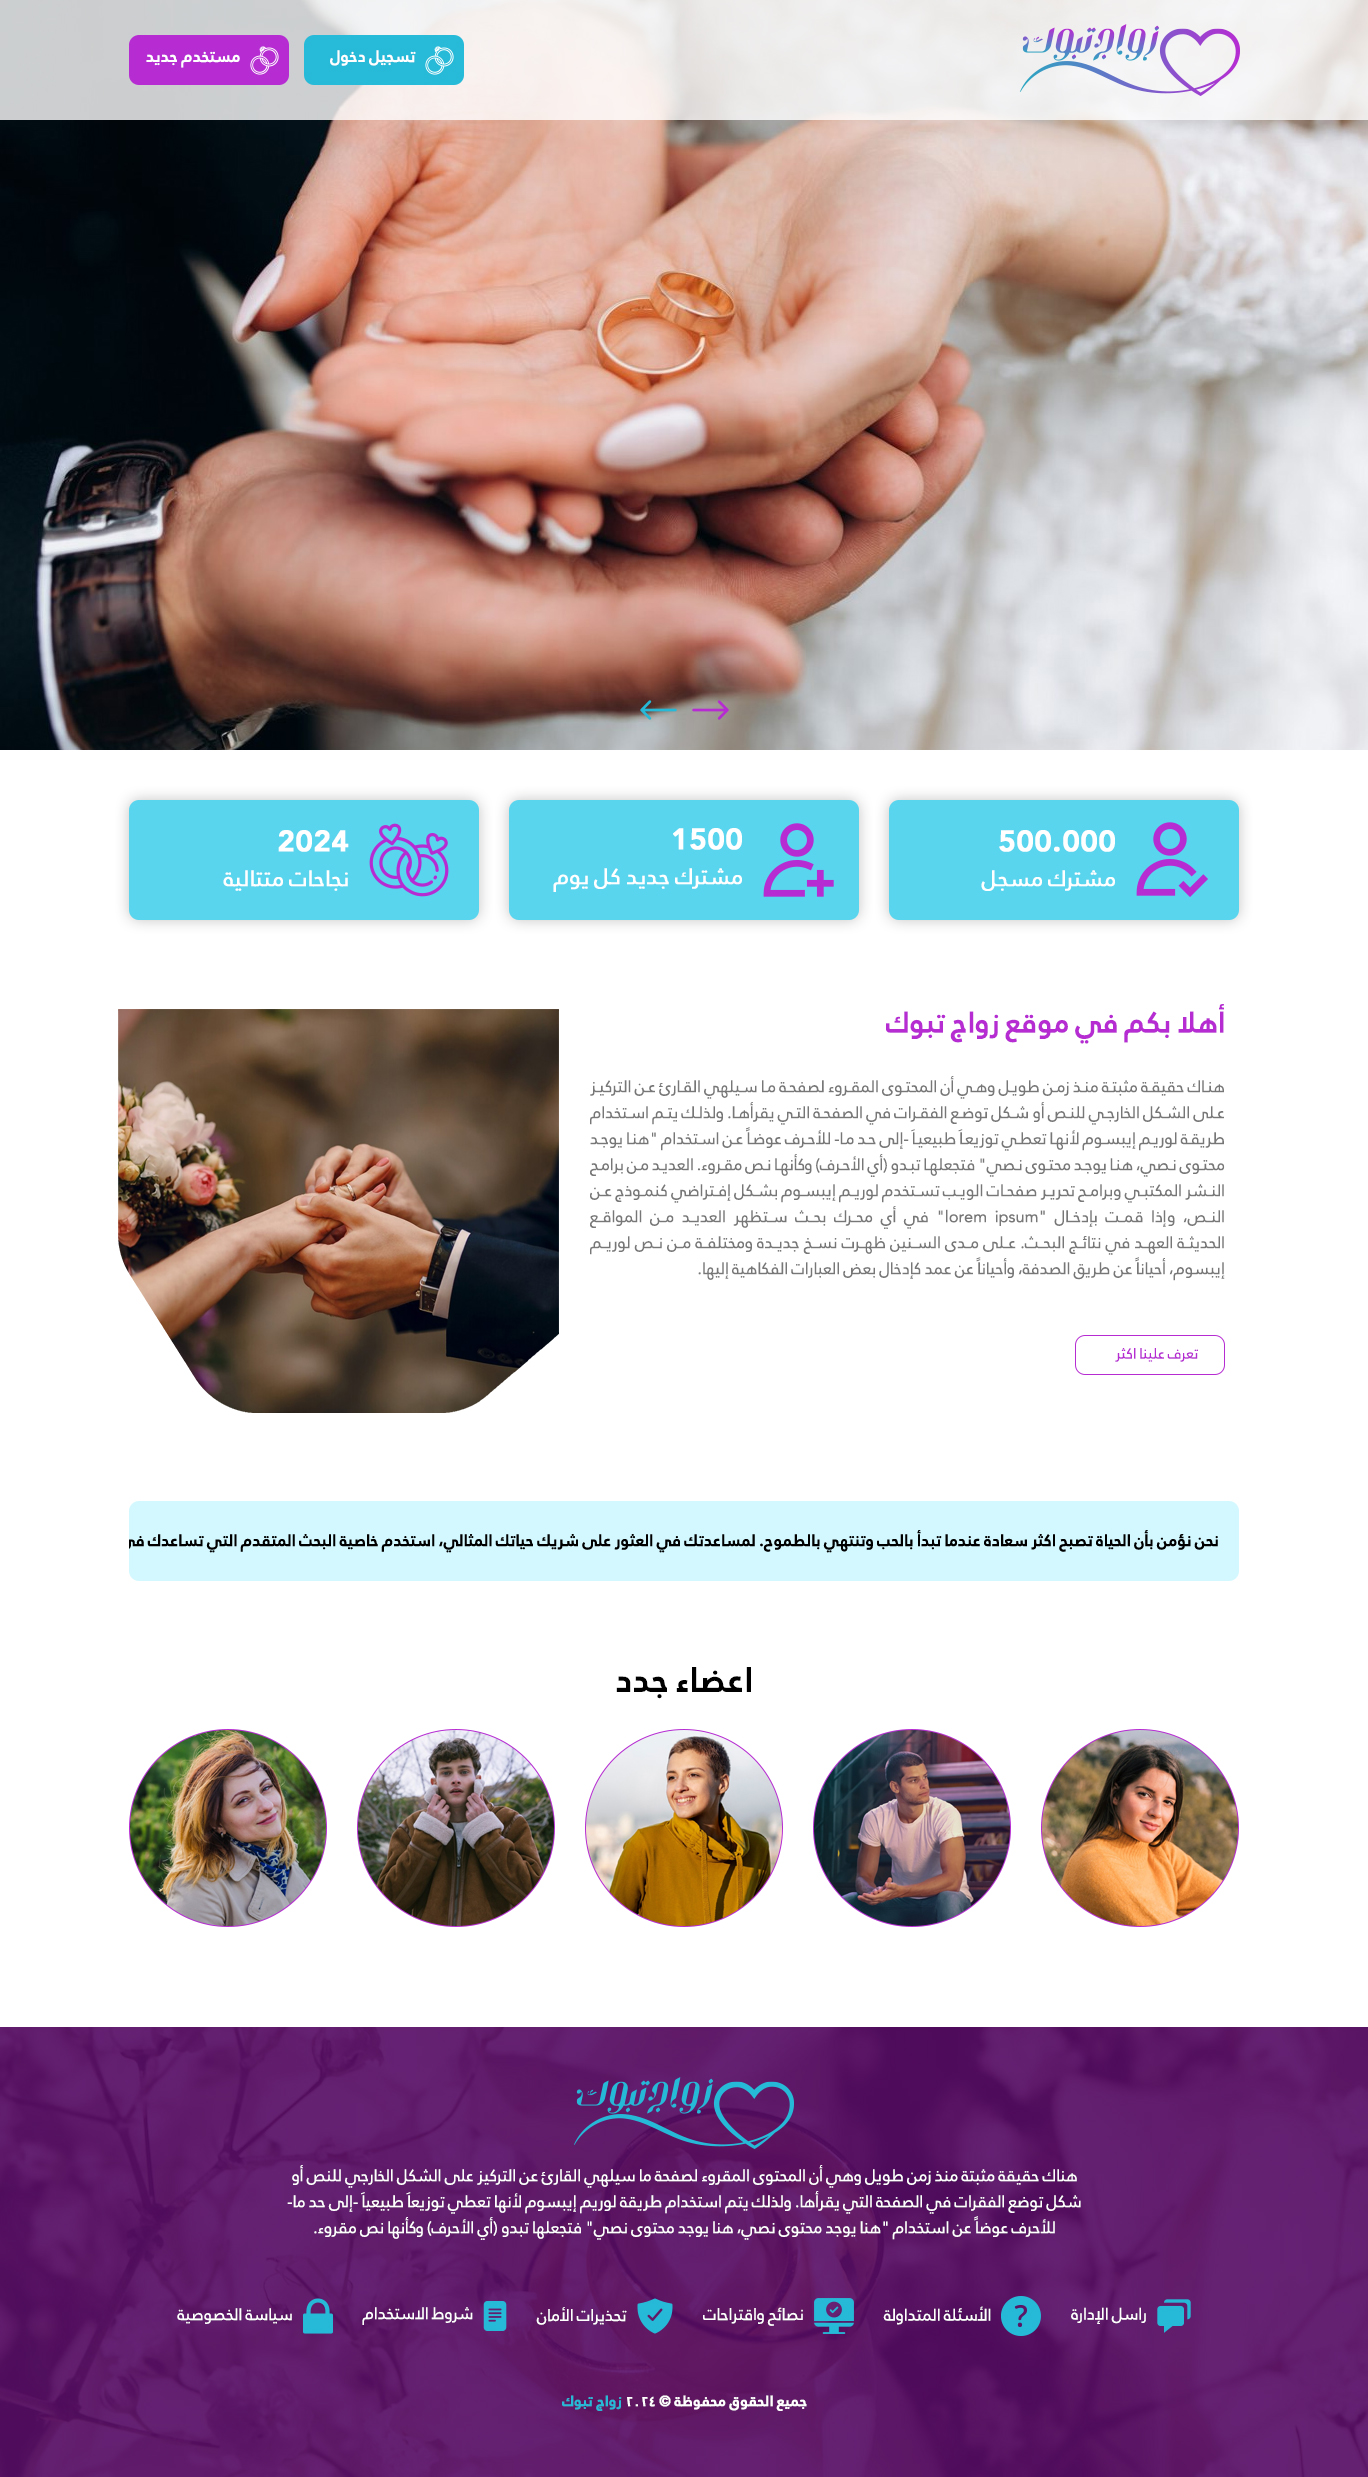 زواج تبوك
تسجيل دخول
مستخدم جديد
500.000
مشترك مسجل
1500
مشترك جديد كل يوم
2024
نجاحات متتالية
أهلا بكم في موقع زواج تبوك
هناك حقيقة مثبتة منذ زمن طويل وهي أن المحتوى المقروء لصفحة ما سيلهي القارئ عن التركيز
على الشكل الخارجي للنص أو شكل توضع الفقرات في الصفحة التي يقرأها. ولذلك يتم استخدام
طريقة لوريم إيبسوم لأنها تعطي توزيعاَ طبيعياَ -إلى حد ما- للأحرف عوضاً عن استخدام "هنا يوجد
محتوى نصي، هنا يوجد محتوى نصي" فتجعلها تبدو (أي الأحرف) وكأنها نص مقروء. العديد من برامح
النشر المكتبي وبرامح تحرير صفحات الويب تستخدم لوريم إيبسوم بشكل إفتراضي كنموذج عن
النص، وإذا قمت بإدخال "lorem ipsum" في أي محرك بحث ستظهر العديد من المواقع
الحديثة العهد في نتائج البحث. على مدى السنين ظهرت نسخ جديدة ومختلفة من نص لوريم
إيبسوم، أحياناً عن طريق الصدفة، وأحياناً عن عمد كإدخال بعض العبارات الفكاهية إليها.
تعرف علينا اكثر
نحن نؤمن بأن الحياة تصبح اكثر سعادة عندما تبدأ بالحب وتنتهي بالطموح. لمساعدتك في العثور على شريك حياتك المثالي، استخدم خاصية البحث المتقدم التي تساعدك في
اعضاء جدد
زواج تبوك
هناك حقيقة مثبتة منذ زمن طويل وهي أن المحتوى المقروء لصفحة ما سيلهي القارئ عن التركيز على الشكل الخارجي للنص أو
شكل توضع الفقرات في الصفحة التي يقرأها. ولذلك يتم استخدام طريقة لوريم إيبسوم لأنها تعطي توزيعاَ طبيعياَ -إلى حد ما-
للأحرف عوضاً عن استخدام "هنا يوجد محتوى نصي، هنا يوجد محتوى نصي" فتجعلها تبدو (أي الأحرف) وكأنها نص مقروء.
راسل الإدارة
الأسئلة المتداولة
نصائح واقتراحات
تحذيرات الأمان
شروط الاستخدام
سياسة الخصوصية
جميع الحقوق محفوظة © ٢٠٢٤ زواج تبوك